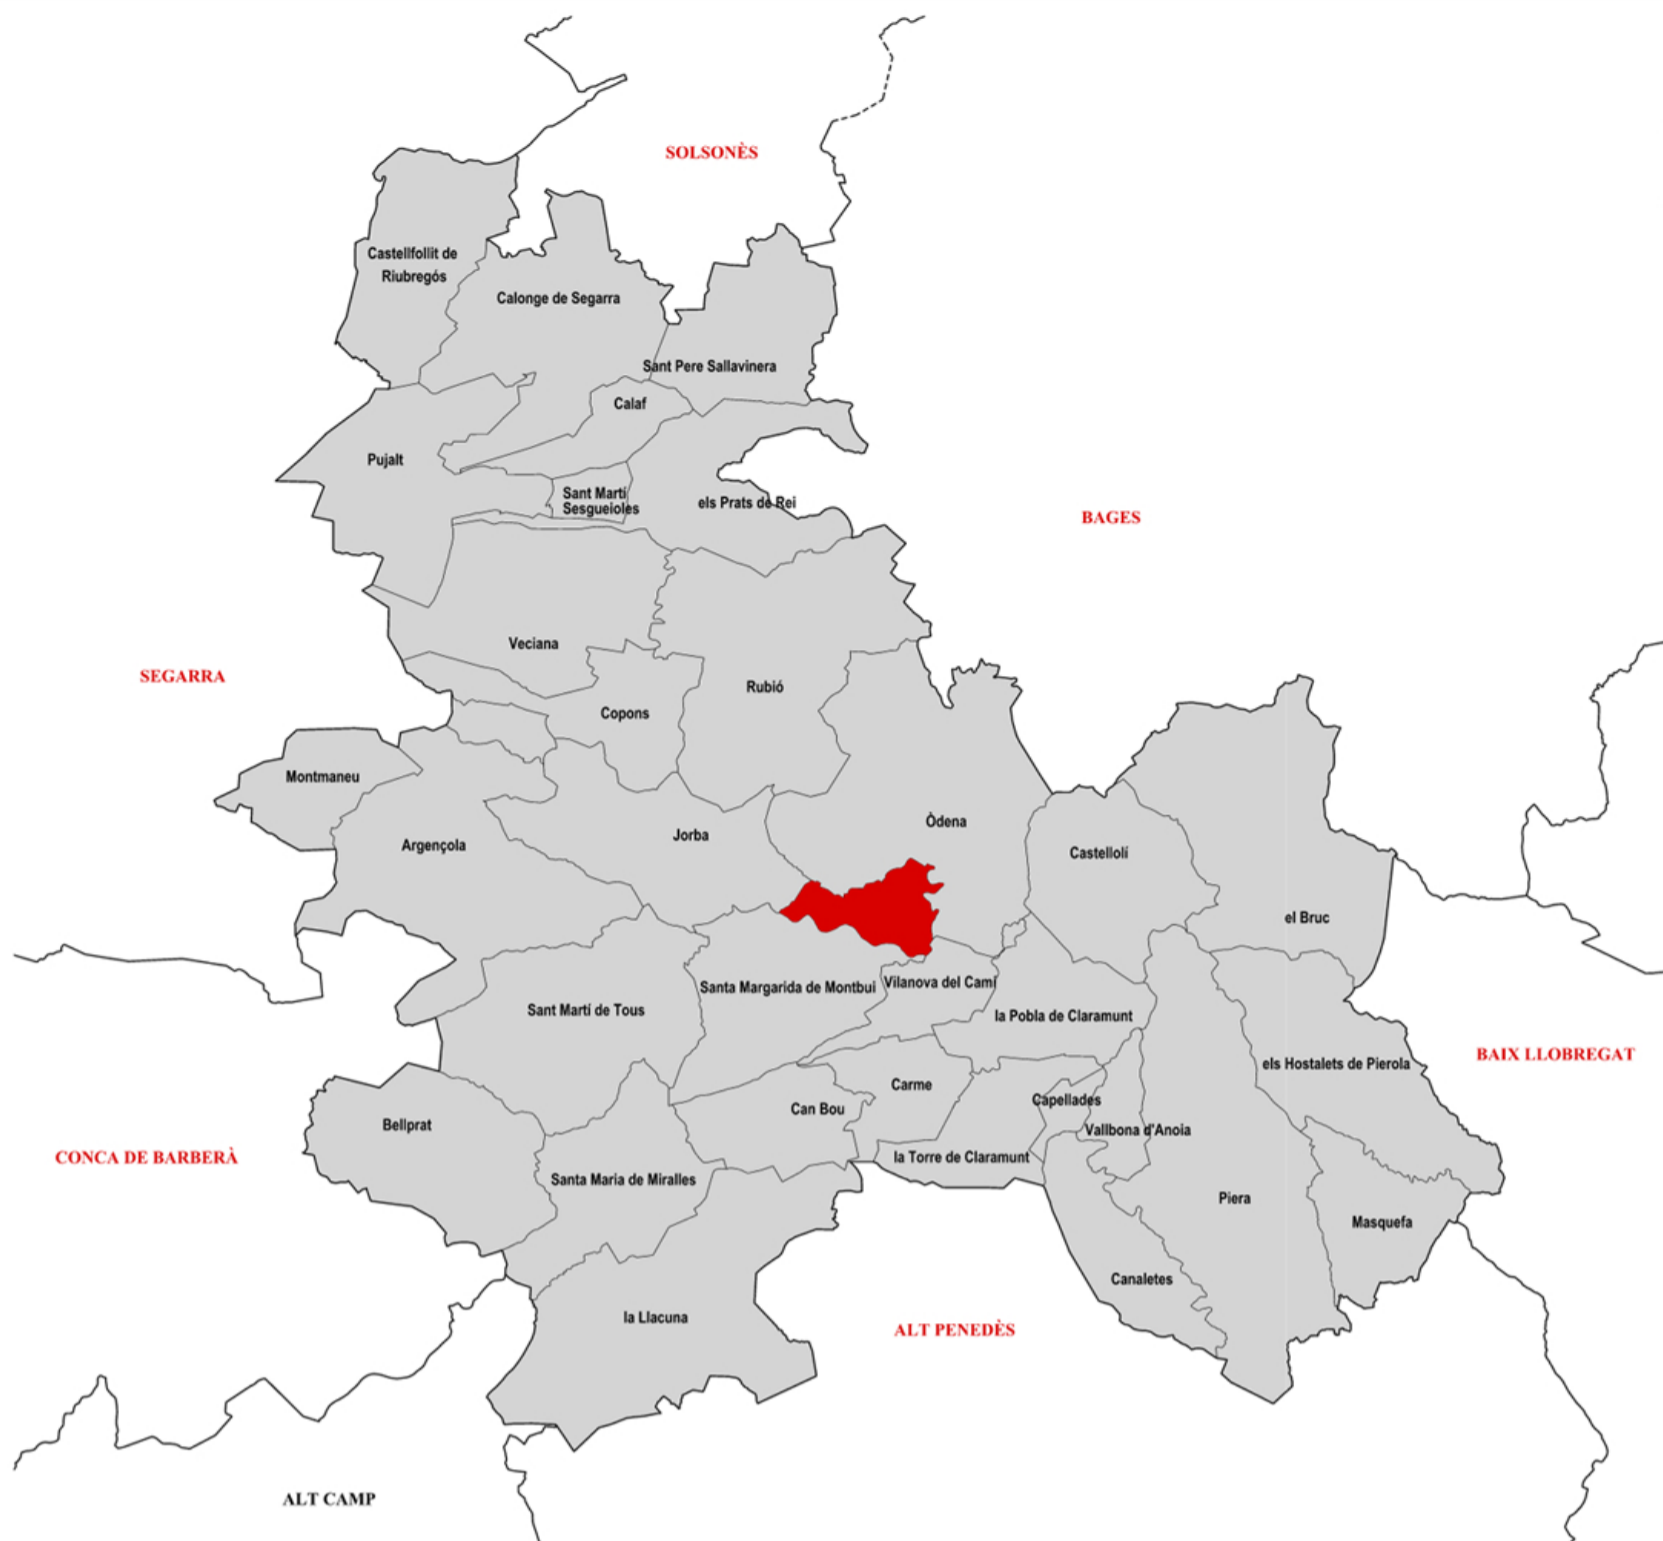 SOLSONÈS
Castellfollit de
Riubregós
Calonge de Segarra
Sant Pere Sallavinera
Calaf
Pujalt
Sant Martí
Sesgueioles
els Prats de Rei
BAGES
Veciana
SEGARRA
Rubió
Copons
Montmaneu
Òdena
Jorba
Argençola
Castellolí
el Bruc
Santa Margarida de Montbui
Vilanova del Camí
Sant Martí de Tous
la Pobla de Claramunt
BAIX LLOBREGAT
els Hostalets de Pierola
Carme
Capellades
Can Bou
Bellprat
Vallbona d'Anoia
CONCA DE BARBERÀ
la Torre de Claramunt
Santa Maria de Miralles
Piera
Masquefa
Canaletes
la Llacuna
ALT PENEDÈS
ALT CAMP